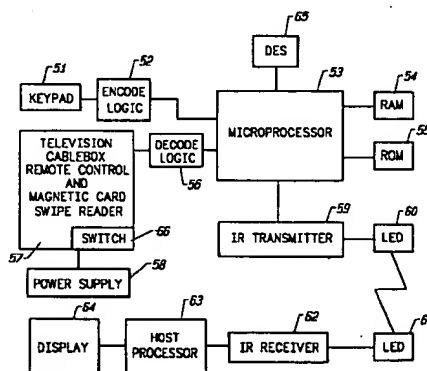 65
DES
51
52
53
54
KEYPAD
ENCODE
LOGIC
MICROPROCESSOR
RAM
55
ROM
TELEVISION
CABLEBOX
REMOTE CONTROL
AND
MAGNETIC CARD
SWIPE READER
DECODE
LOGIC
56
59
60
SWITCH
66
IR TRANSMITTER
LED
57
58
POWER SUPPLY
64
63
62
DISPLAY
HOST
PROCESSOR
IR RECEIVER
LED